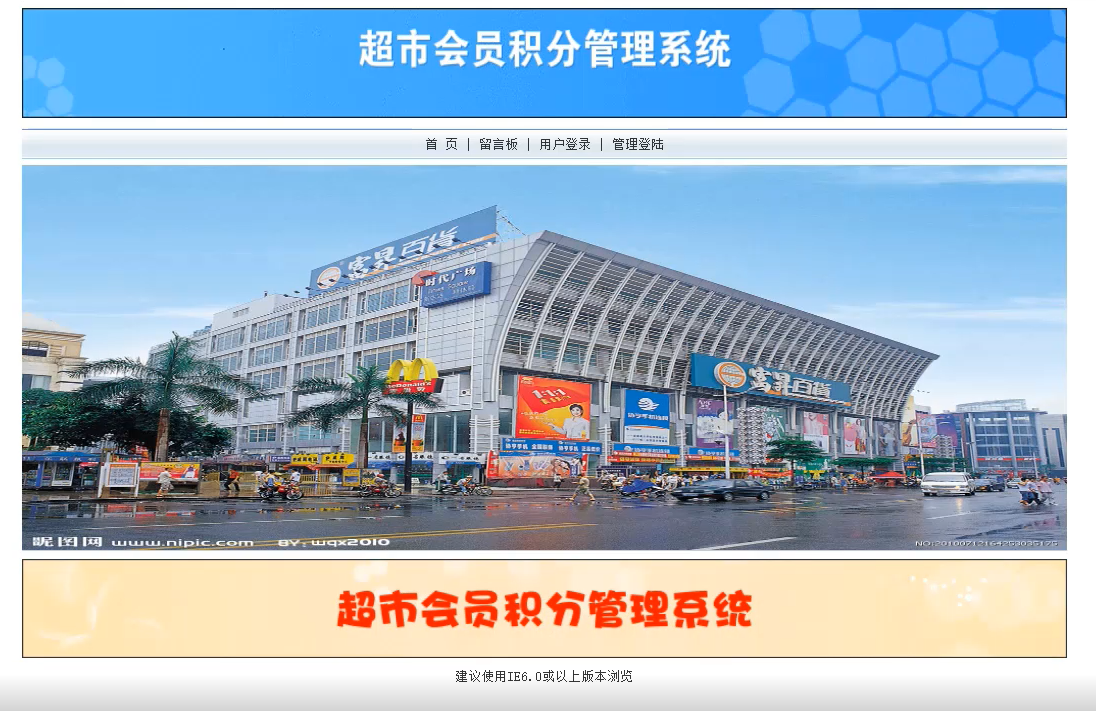 超市会员积分管理系统
首 页 | 留言板 | 用户登录 | 管理登陆
富昇百货
时代广场
McDonald's
富昇百货
昵图网 www.nipic.com BY:wqx2010
NO:20100712164253035175
超市会员积分管理系统
建议使用IE6.0或以上版本浏览